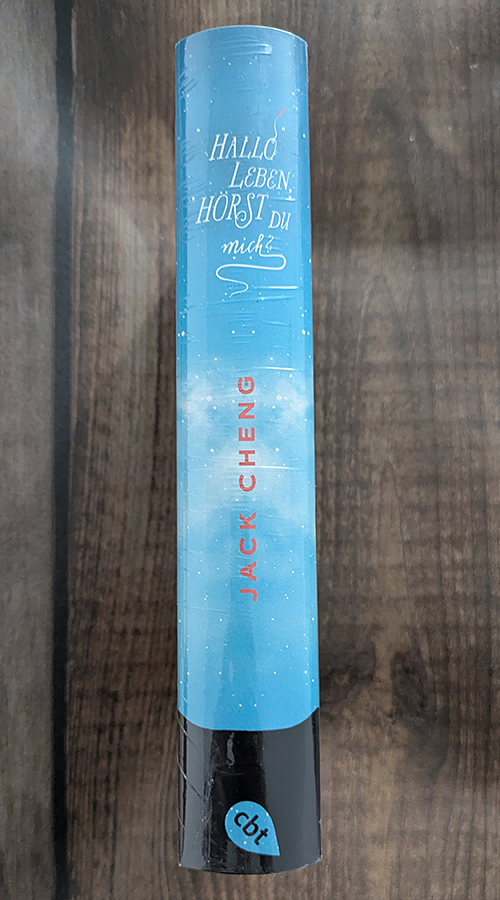 HALLO
LEBEN,
HÖRST DU
mich?
JACK CHENG
cbt